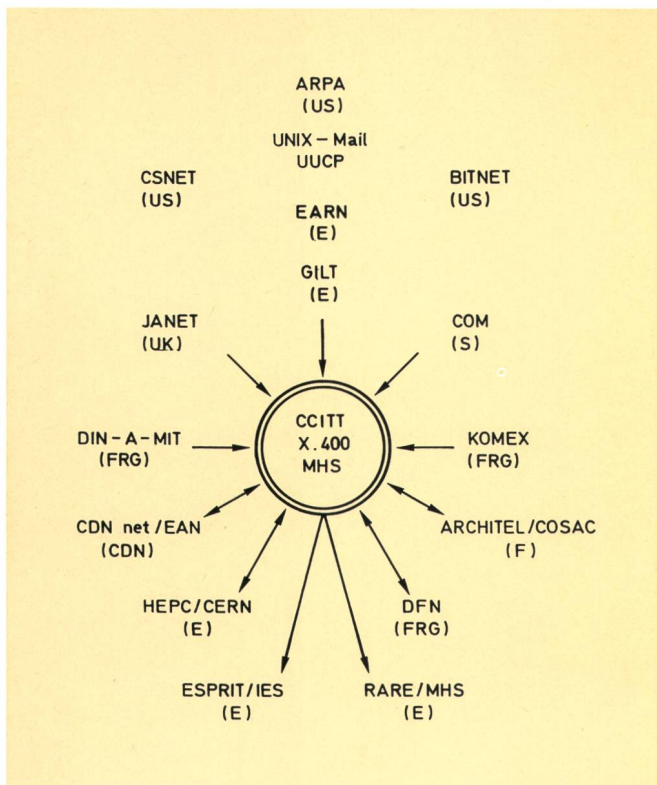 ARPA
(US)
UNIX – Mail
UUCP
CSNET
(US)
BITNET
(US)
EARN
(E)
GILT
(E)
JANET
(UK)
COM
(S)
CCITT
X.400
MHS
DIN – A – MIT
(FRG)
KOMEX
(FRG)
CDN net/EAN
(CDN)
ARCHITEL/COSAC
(F)
HEPC/CERN
(E)
DFN
(FRG)
ESPRIT/IES
(E)
RARE/MHS
(E)